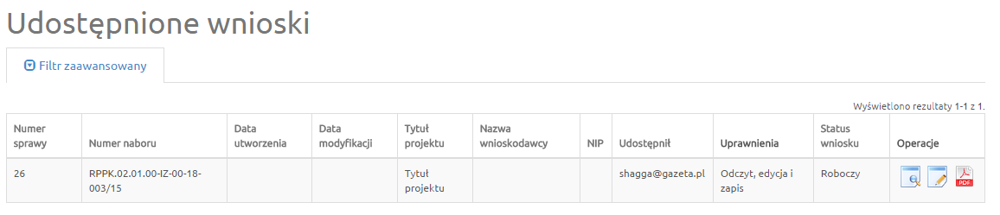 Udostępnione wnioski
Filtr zaawansowany
Wyświetlono rezultaty 1-1 z 1.
Numer sprawy Numer naboru Data utworzenia Data modyfikacji Tytuł projektu Nazwa wnioskodawcy NIP Udostępnił Uprawnienia Status wniosku Operacje
26 RPPK.02.01.00-IZ-00-18-003/15 Tytuł projektu shagga@gazeta.pl Odczyt, edycja i zapis Roboczy PDF